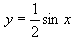 y = 1/2 sin x